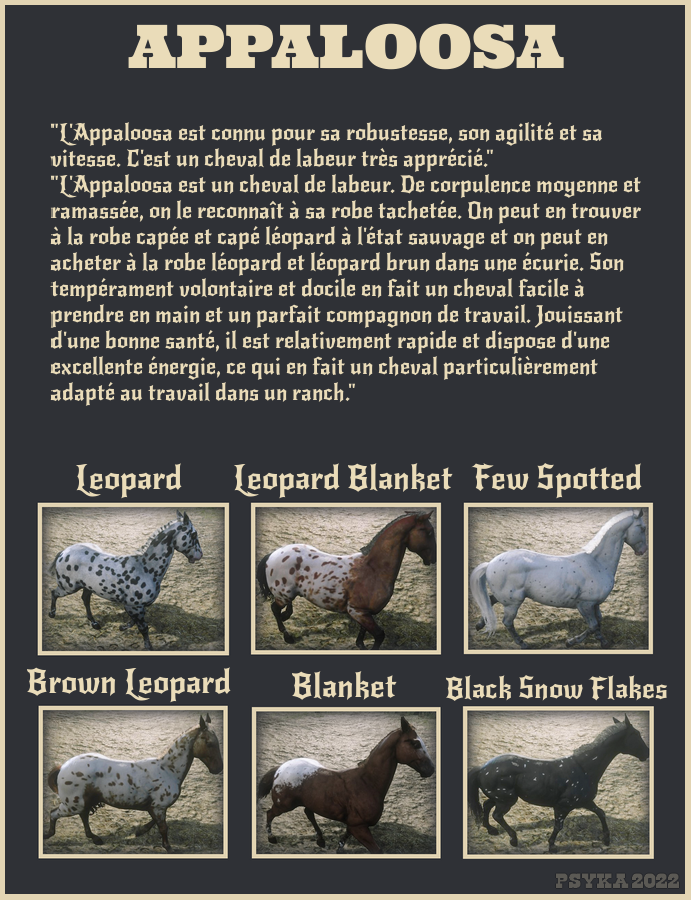 APPALOOSA
"L'Appaloosa est connu pour sa robustesse, son agilité et sa
vitesse. C'est un cheval de labeur très apprécié."
"L'Appaloosa est un cheval de labeur. De corpulence moyenne et
ramassée, on le reconnaît à sa robe tachetée. On peut en trouver
à la robe capée et capé léopard à l'état sauvage et on peut en
acheter à la robe léopard et léopard brun dans une écurie. Son
tempérament volontaire et docile en fait un cheval facile à
prendre en main et un parfait compagnon de travail. Jouissant
d'une bonne santé, il est relativement rapide et dispose d'une
excellente énergie, ce qui en fait un cheval particulièrement
adapté au travail dans un ranch."
Leopard Leopard Blanket Few Spotted
Brown Leopard Blanket Black Snow Flakes
PSYKA 2022